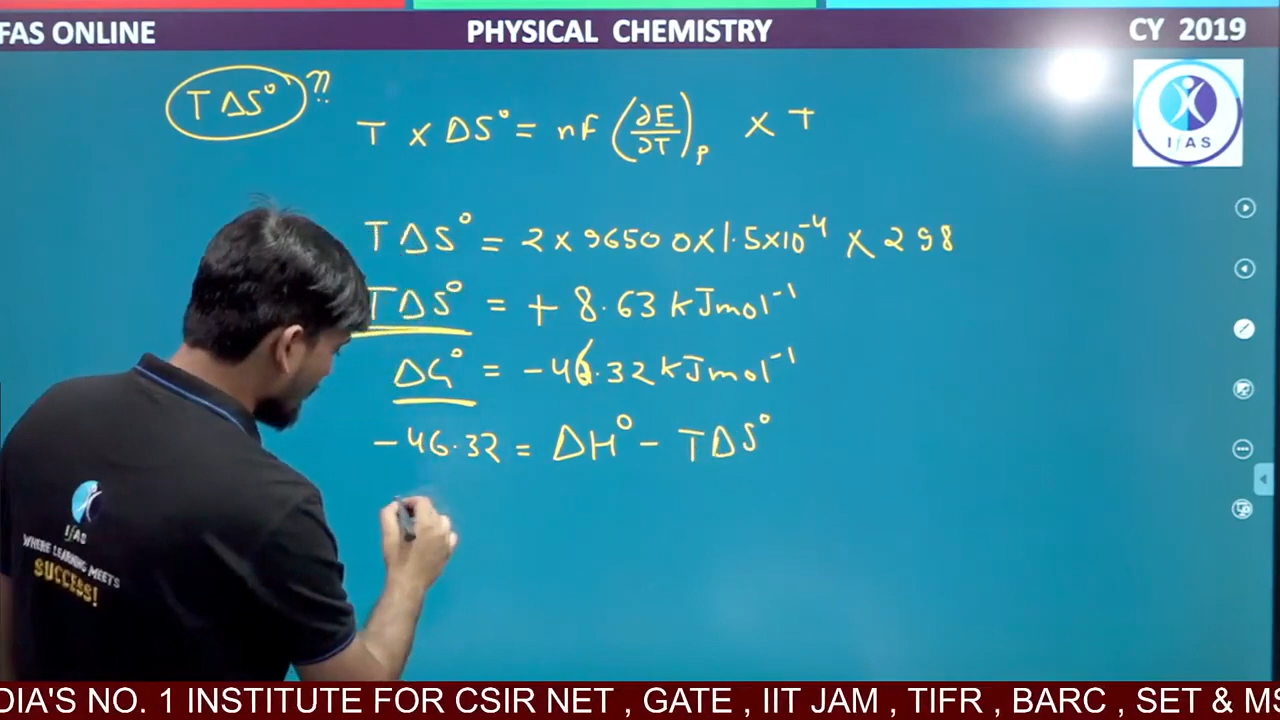 FAS ONLINE
PHYSICAL CHEMISTRY
CY 2019
TΔS° ??
T × ΔS° = nF (∂E/∂T)ₚ × T
IfAS
TΔS° = 2 × 96500 × 1.5×10⁻⁴ × 298
TΔS° = + 8.63 kJmol⁻¹
ΔG° = -46.32 kJmol⁻¹
-46.32 = ΔH° - TΔS°
IfAS
WHERE LEARNING MEETS
SUCCESS!
DIA'S NO. 1 INSTITUTE FOR CSIR NET , GATE , IIT JAM , TIFR , BARC , SET & MS